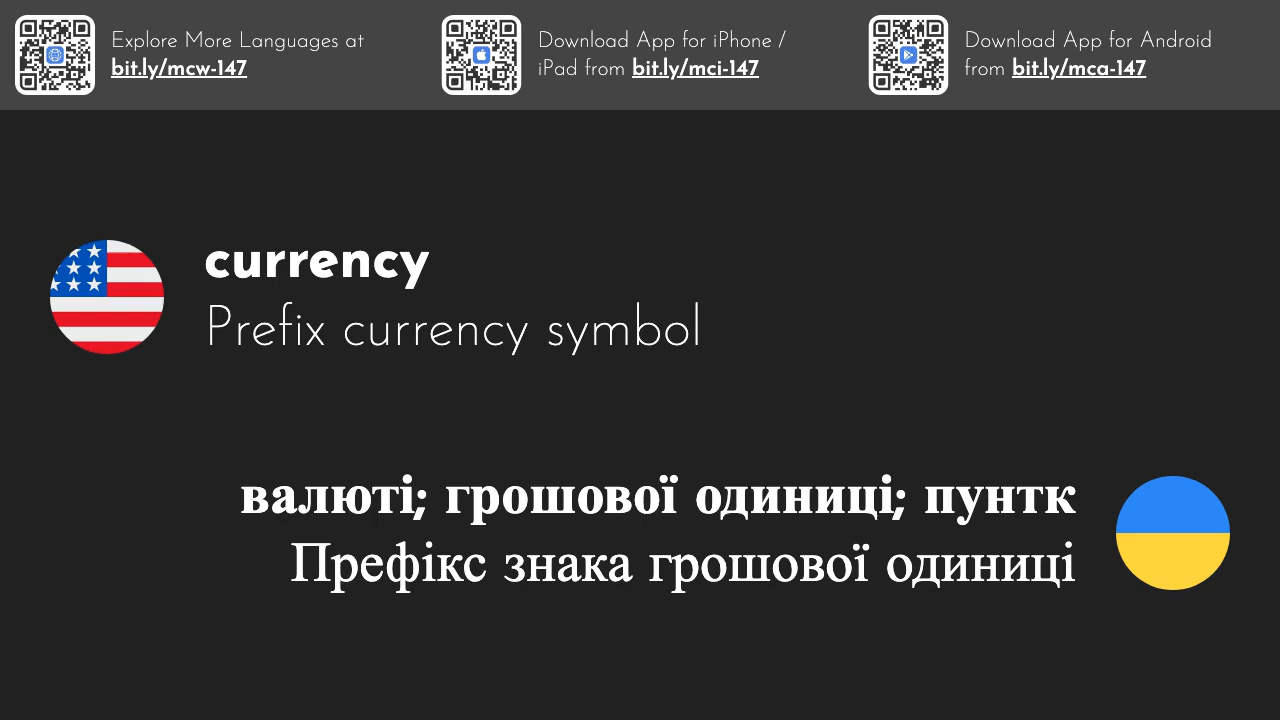 Explore More Languages at
bit.ly/mcw-147
Download App for iPhone /
iPad from bit.ly/mci-147
Download App for Android
from bit.ly/mca-147
currency
Prefix currency symbol
валюті; грошової одиниці; пунтк
Префікс знака грошової одиниці